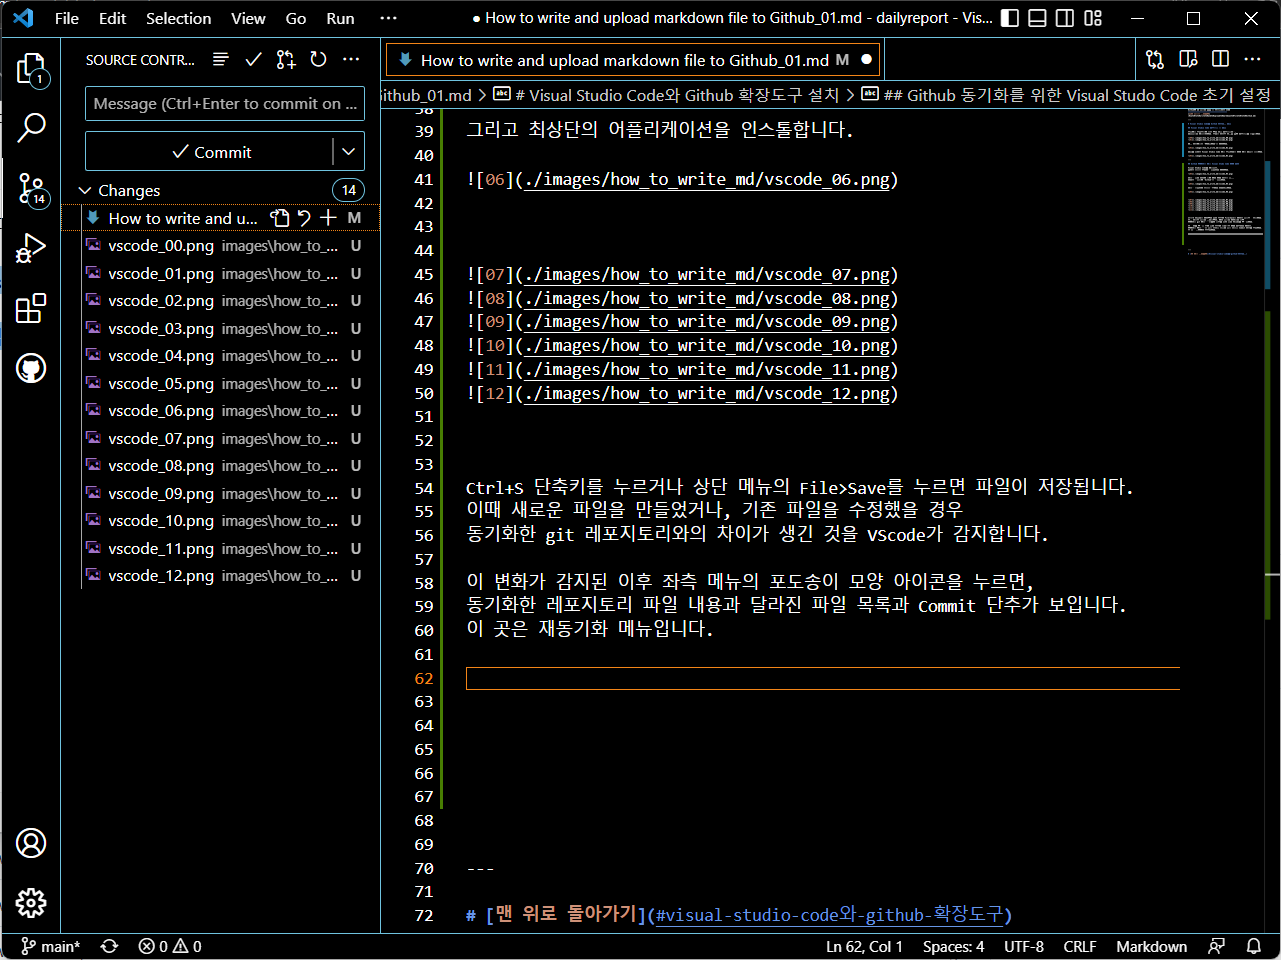 File Edit Selection View Go Run ··· ● How to write and upload markdown file to Github_01.md - dailyreport - Vis...
SOURCE CONTR...
Message (Ctrl+Enter to commit on ...
Commit
Changes 14
How to write and u... M
vscode_00.png images\how_to_... U
vscode_01.png images\how_to_... U
vscode_02.png images\how_to_... U
vscode_03.png images\how_to_... U
vscode_04.png images\how_to_... U
vscode_05.png images\how_to_... U
vscode_06.png images\how_to_... U
vscode_07.png images\how_to_... U
vscode_08.png images\how_to_... U
vscode_09.png images\how_to_... U
vscode_10.png images\how_to_... U
vscode_11.png images\how_to_... U
vscode_12.png images\how_to_... U
1
14
How to write and upload markdown file to Github_01.md M ●
ithub_01.md > # Visual Studio Code와 Github 확장도구 설치 > ## Github 동기화를 위한 Visual Studo Code 초기 설정
38
39 그리고 최상단의 어플리케이션을 인스톨합니다.
40
41 ![06](./images/how_to_write_md/vscode_06.png)
42
43
44
45 ![07](./images/how_to_write_md/vscode_07.png)
46 ![08](./images/how_to_write_md/vscode_08.png)
47 ![09](./images/how_to_write_md/vscode_09.png)
48 ![10](./images/how_to_write_md/vscode_10.png)
49 ![11](./images/how_to_write_md/vscode_11.png)
50 ![12](./images/how_to_write_md/vscode_12.png)
51
52
53
54 Ctrl+S 단축키를 누르거나 상단 메뉴의 File>Save를 누르면 파일이 저장됩니다.
55 이때 새로운 파일을 만들었거나, 기존 파일을 수정했을 경우
56 동기화한 git 레포지토리와의 차이가 생긴 것을 VScode가 감지합니다.
57
58 이 변화가 감지된 이후 좌측 메뉴의 포도송이 모양 아이콘을 누르면,
59 동기화한 레포지토리 파일 내용과 달라진 파일 목록과 Commit 단추가 보입니다.
60 이 곳은 재동기화 메뉴입니다.
61
62
63
64
65
66
67
68
69
70 ---
71
72 # [맨 위로 돌아가기](#visual-studio-code와-github-확장도구)
main* 0 0 Ln 62, Col 1 Spaces: 4 UTF-8 CRLF Markdown